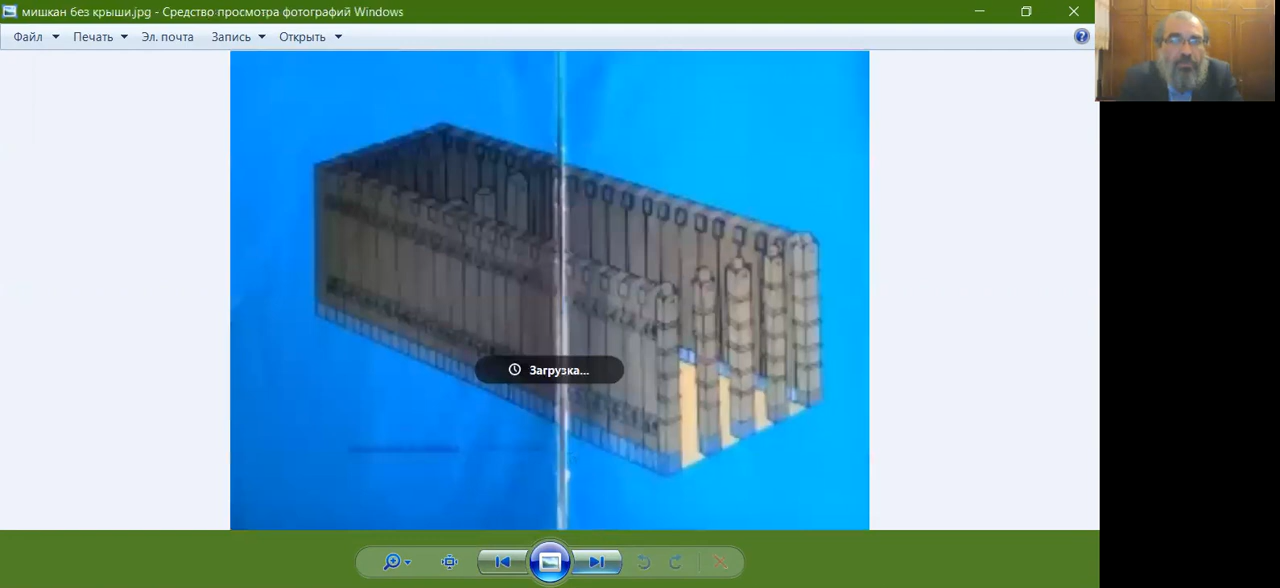 мишкан без крыши.jpg - Средство просмотра фотографий Windows
Файл Печать Эл. почта Запись Открыть
Загрузка...